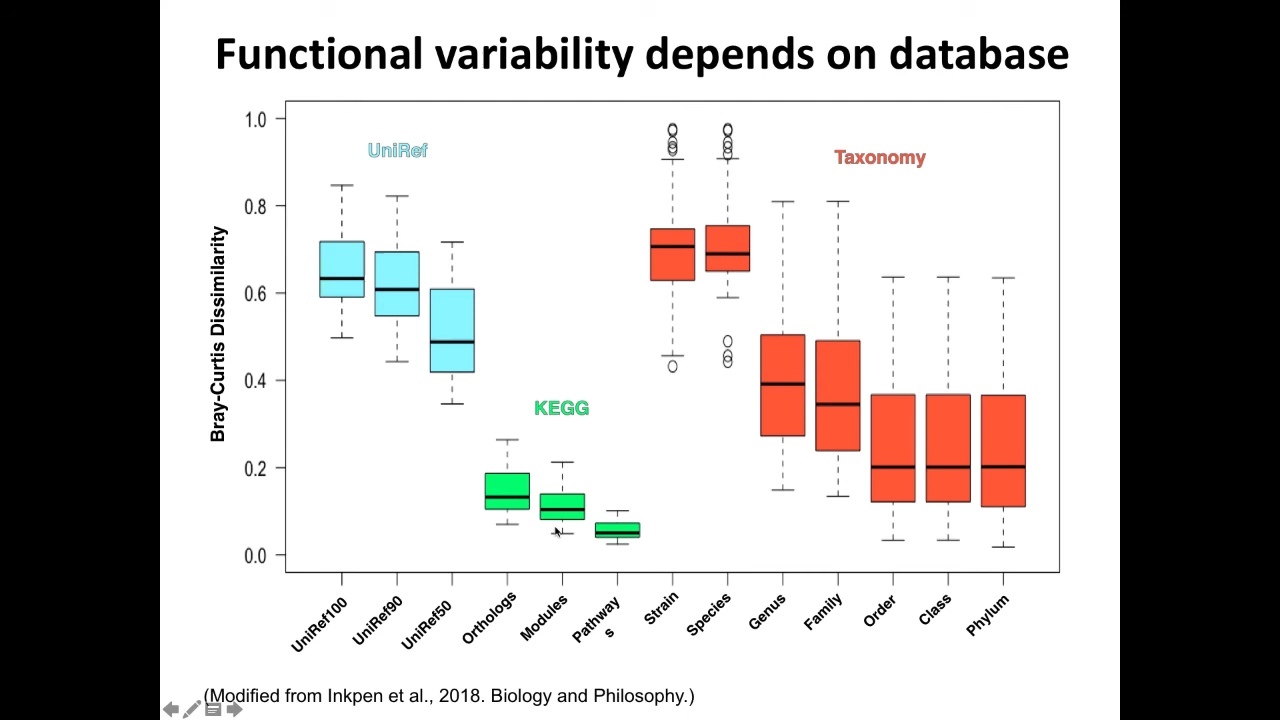 Functional variability depends on database
1.0
0.8
0.6
0.4
0.2
0.0
Bray-Curtis Dissimilarity
UniRef
KEGG
Taxonomy
UniRef100
UniRef90
UniRef50
Orthologs
Modules
Pathway
s
Strain
Species
Genus
Family
Order
Class
Phylum
(Modified from Inkpen et al., 2018. Biology and Philosophy.)